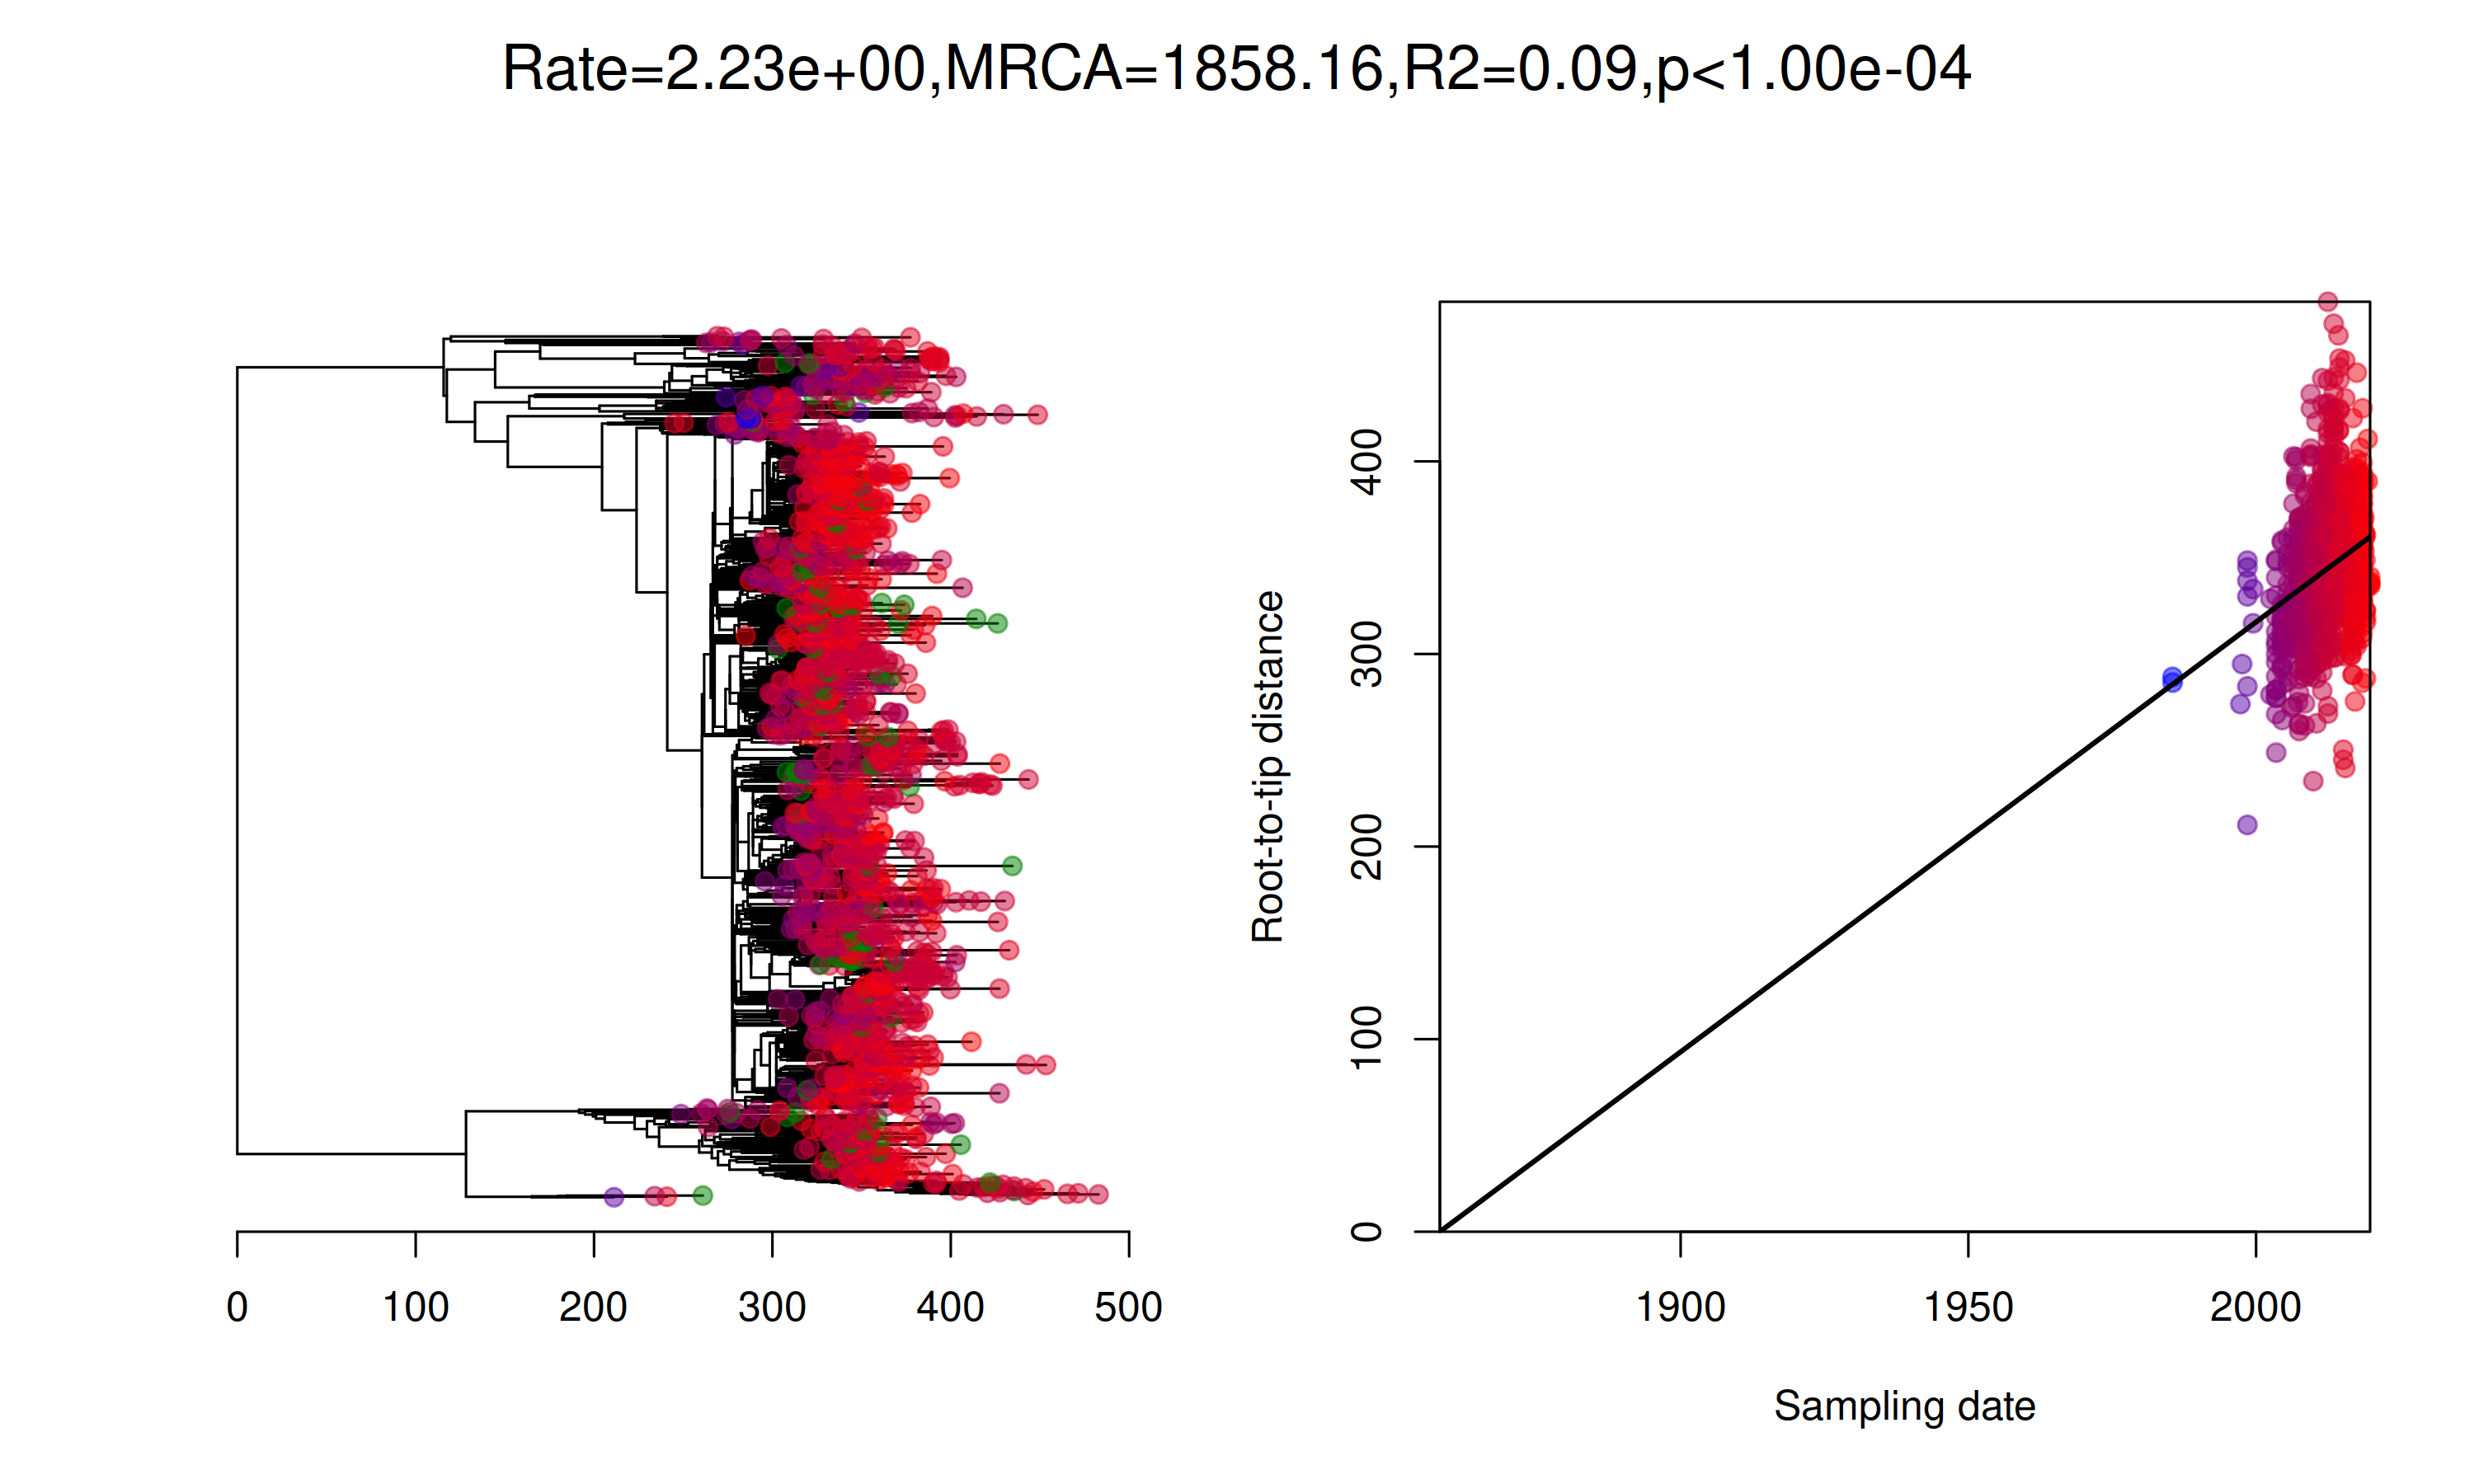 Rate=2.23e+00,MRCA=1858.16,R2=0.09,p<1.00e-04
0 100 200 300 400 500
Root-to-tip distance
0 100 200 300 400
1900 1950 2000
Sampling date